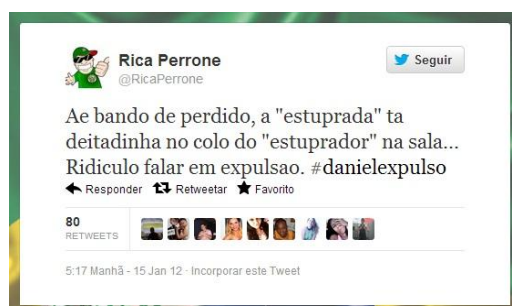 Rica Perrone
@RicaPerrone
Seguir
Ae bando de perdido, a "estuprada" ta
deitadinha no colo do "estuprador" na sala...
Ridiculo falar em expulsao. #danielexpulso
Responder Retweetar Favorito
80
RETWEETS
5:17 Manhã - 15 Jan 12 · Incorporar este Tweet